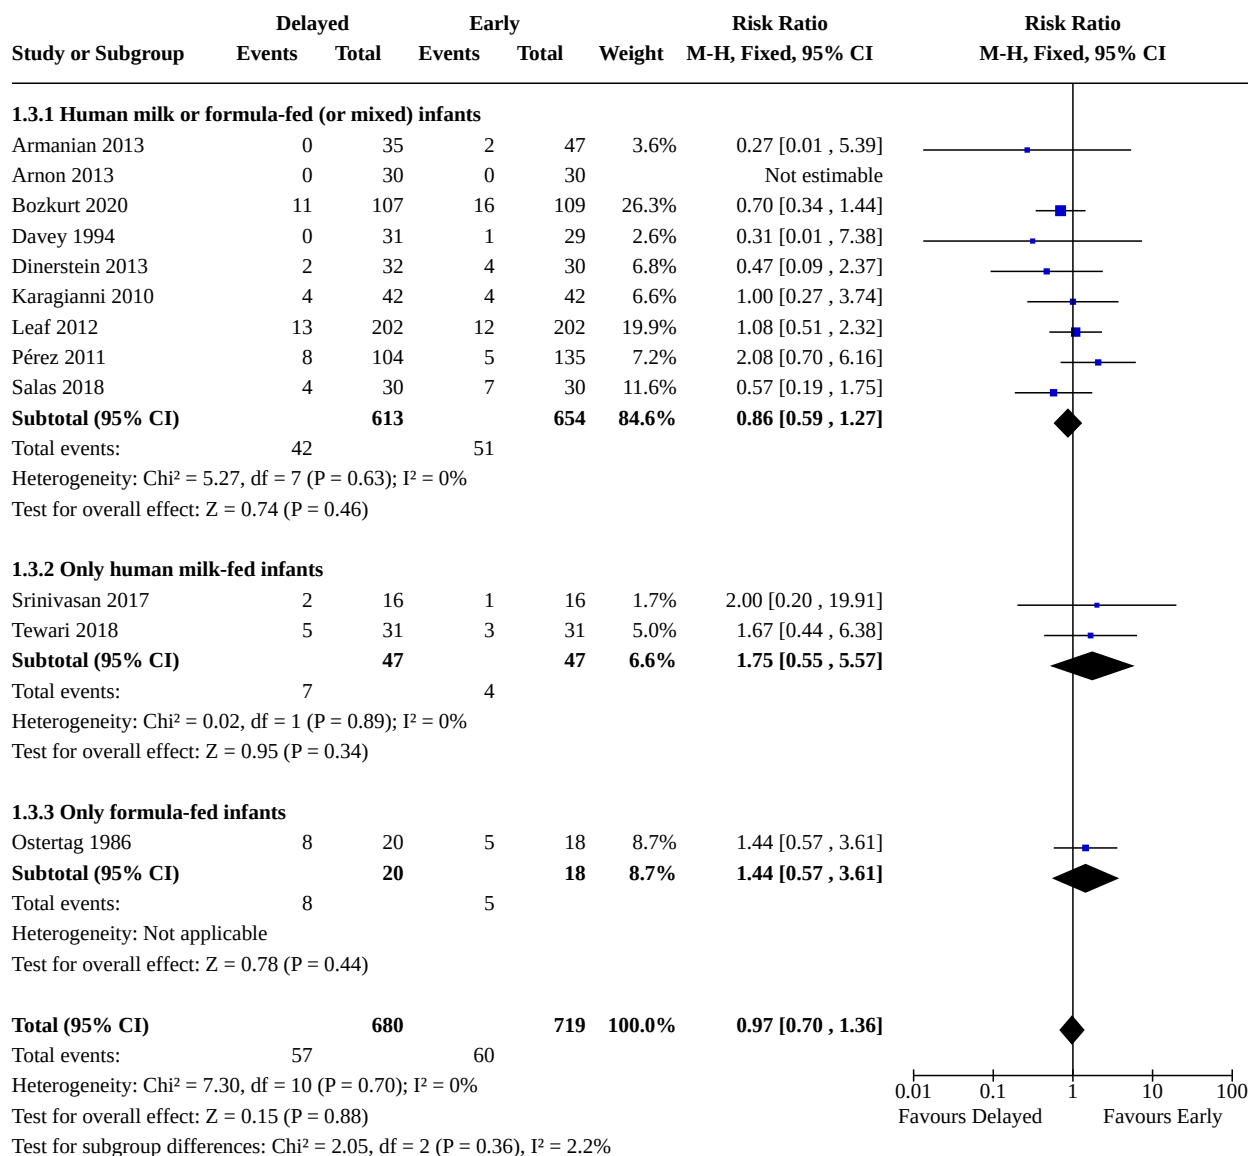 Delayed Early Risk Ratio Risk Ratio
Study or Subgroup Events Total Events Total Weight M-H, Fixed, 95% CI M-H, Fixed, 95% CI
1.3.1 Human milk or formula-fed (or mixed) infants
Armanian 2013 0 35 2 47 3.6% 0.27 [0.01 , 5.39]
Arnon 2013 0 30 0 30 Not estimable
Bozkurt 2020 11 107 16 109 26.3% 0.70 [0.34 , 1.44]
Davey 1994 0 31 1 29 2.6% 0.31 [0.01 , 7.38]
Dinerstein 2013 2 32 4 30 6.8% 0.47 [0.09 , 2.37]
Karagianni 2010 4 42 4 42 6.6% 1.00 [0.27 , 3.74]
Leaf 2012 13 202 12 202 19.9% 1.08 [0.51 , 2.32]
Pérez 2011 8 104 5 135 7.2% 2.08 [0.70 , 6.16]
Salas 2018 4 30 7 30 11.6% 0.57 [0.19 , 1.75]
Subtotal (95% CI) 613 654 84.6% 0.86 [0.59 , 1.27]
Total events: 42 51
Heterogeneity: Chi² = 5.27, df = 7 (P = 0.63); I² = 0%
Test for overall effect: Z = 0.74 (P = 0.46)
1.3.2 Only human milk-fed infants
Srinivasan 2017 2 16 1 16 1.7% 2.00 [0.20 , 19.91]
Tewari 2018 5 31 3 31 5.0% 1.67 [0.44 , 6.38]
Subtotal (95% CI) 47 47 6.6% 1.75 [0.55 , 5.57]
Total events: 7 4
Heterogeneity: Chi² = 0.02, df = 1 (P = 0.89); I² = 0%
Test for overall effect: Z = 0.95 (P = 0.34)
1.3.3 Only formula-fed infants
Ostertag 1986 8 20 5 18 8.7% 1.44 [0.57 , 3.61]
Subtotal (95% CI) 20 18 8.7% 1.44 [0.57 , 3.61]
Total events: 8 5
Heterogeneity: Not applicable
Test for overall effect: Z = 0.78 (P = 0.44)
Total (95% CI) 680 719 100.0% 0.97 [0.70 , 1.36]
Total events: 57 60
Heterogeneity: Chi² = 7.30, df = 10 (P = 0.70); I² = 0%
0.01 0.1 1 10 100
Test for overall effect: Z = 0.15 (P = 0.88)
Favours Delayed Favours Early
Test for subgroup differences: Chi² = 2.05, df = 2 (P = 0.36), I² = 2.2%